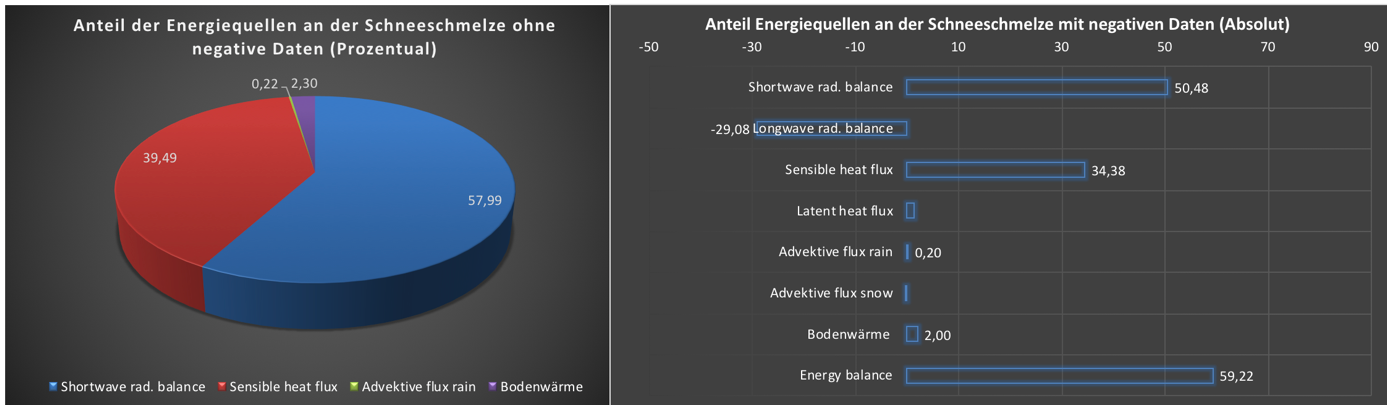 Anteil der Energiequellen an der Schneeschmelze ohne
negative Daten (Prozentual)
0,22
2,30
39,49
57,99
Shortwave rad. balance
Sensible heat flux
Advektive flux rain
Bodenwärme
Anteil Energiequellen an der Schneeschmelze mit negativen Daten (Absolut)
-50 -30 -10 10 30 50 70 90
Shortwave rad. balance 50,48
-29,08 Longwave rad. balance
Sensible heat flux 34,38
Latent heat flux
Advektive flux rain 0,20
Advektive flux snow
Bodenwärme 2,00
Energy balance 59,22